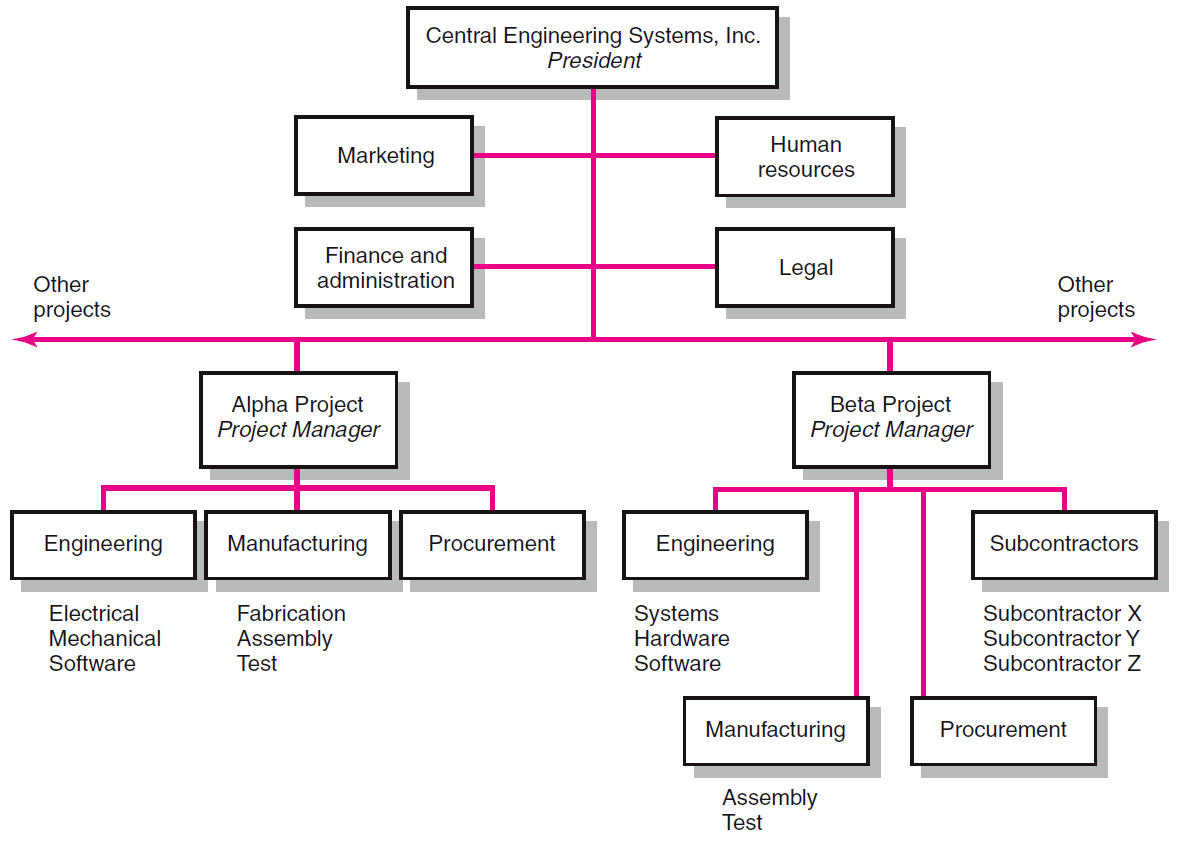 Central Engineering Systems, Inc.
President
Marketing
Human
resources
Finance and
administration
Legal
Other
projects
Other
projects
Alpha Project
Project Manager
Beta Project
Project Manager
Engineering
Manufacturing
Procurement
Engineering
Subcontractors
Electrical
Mechanical
Software
Fabrication
Assembly
Test
Systems
Hardware
Software
Subcontractor X
Subcontractor Y
Subcontractor Z
Manufacturing
Procurement
Assembly
Test